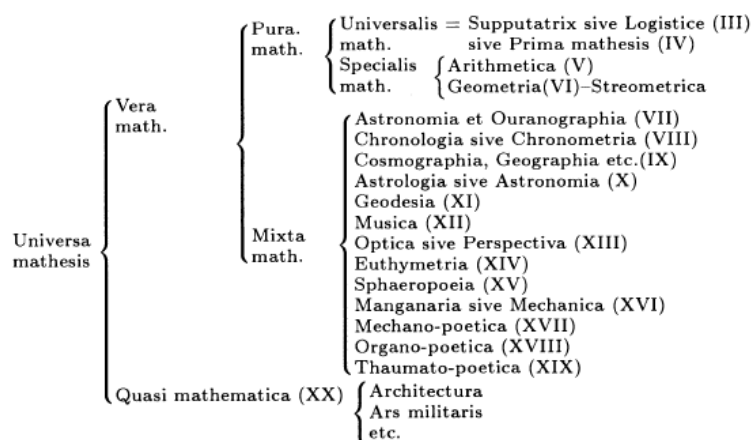 Pura. Universalis = Supputatrix sive Logistice (III)
math. math. sive Prima mathesis (IV)
Specialis Arithmetica (V)
math. Geometria(VI)–Streometrica
Vera
math.
Astronomia et Ouranographia (VII)
Chronologia sive Chronometria (VIII)
Cosmographia, Geographia etc.(IX)
Astrologia sive Astronomia (X)
Geodesia (XI)
Musica (XII)
Universa Mixta Optica sive Perspectiva (XIII)
mathesis math. Euthymetria (XIV)
Sphaeropoeia (XV)
Manganaria sive Mechanica (XVI)
Mechano-poetica (XVII)
Organo-poetica (XVIII)
Thaumato-poetica (XIX)
Quasi mathematica (XX) Architectura
Ars militaris
etc.